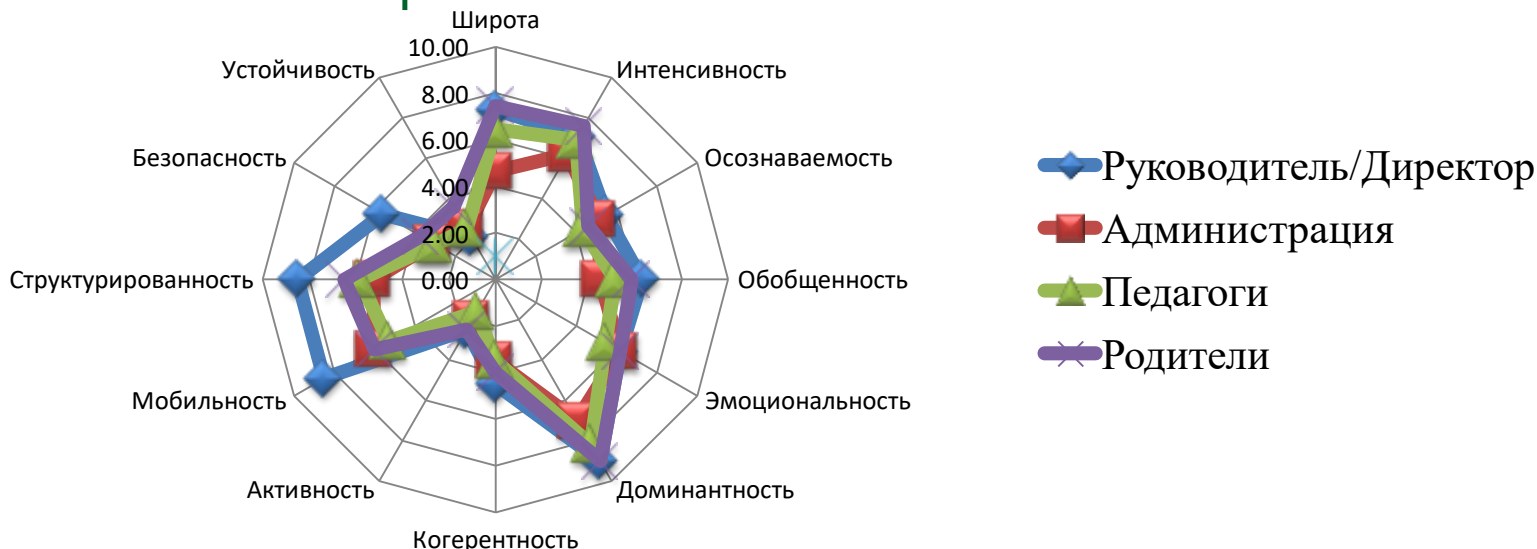 Широта
10.00
Устойчивость
Интенсивность
8.00
6.00
Безопасность
Осознаваемость
4.00
2.00
Структурированность
0.00
Обобщенность
Мобильность
Эмоциональность
Активность
Доминантность
Когерентность
Руководитель/Директор
Администрация
Педагоги
Родители